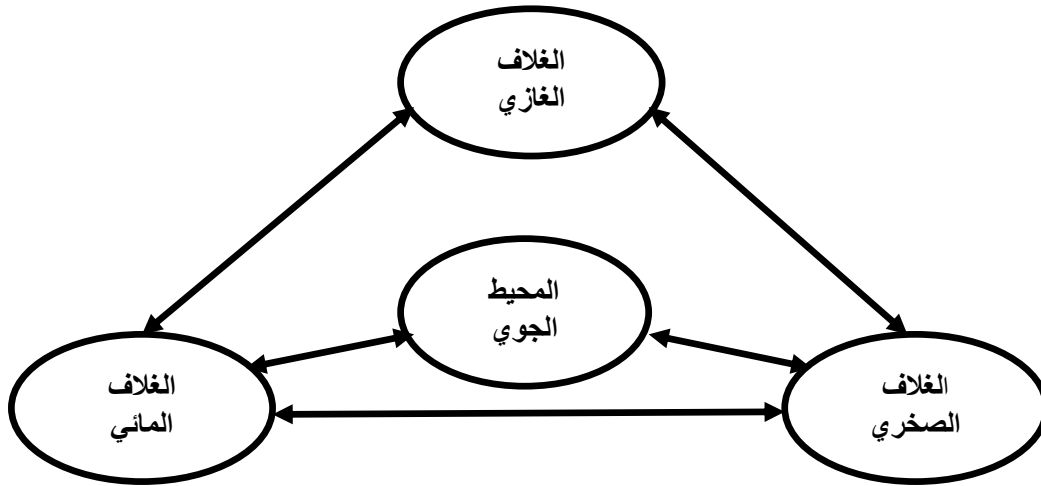 الغلاف
الغازي
المحيط
الجوي
الغلاف
الصخري
الغلاف
المائي